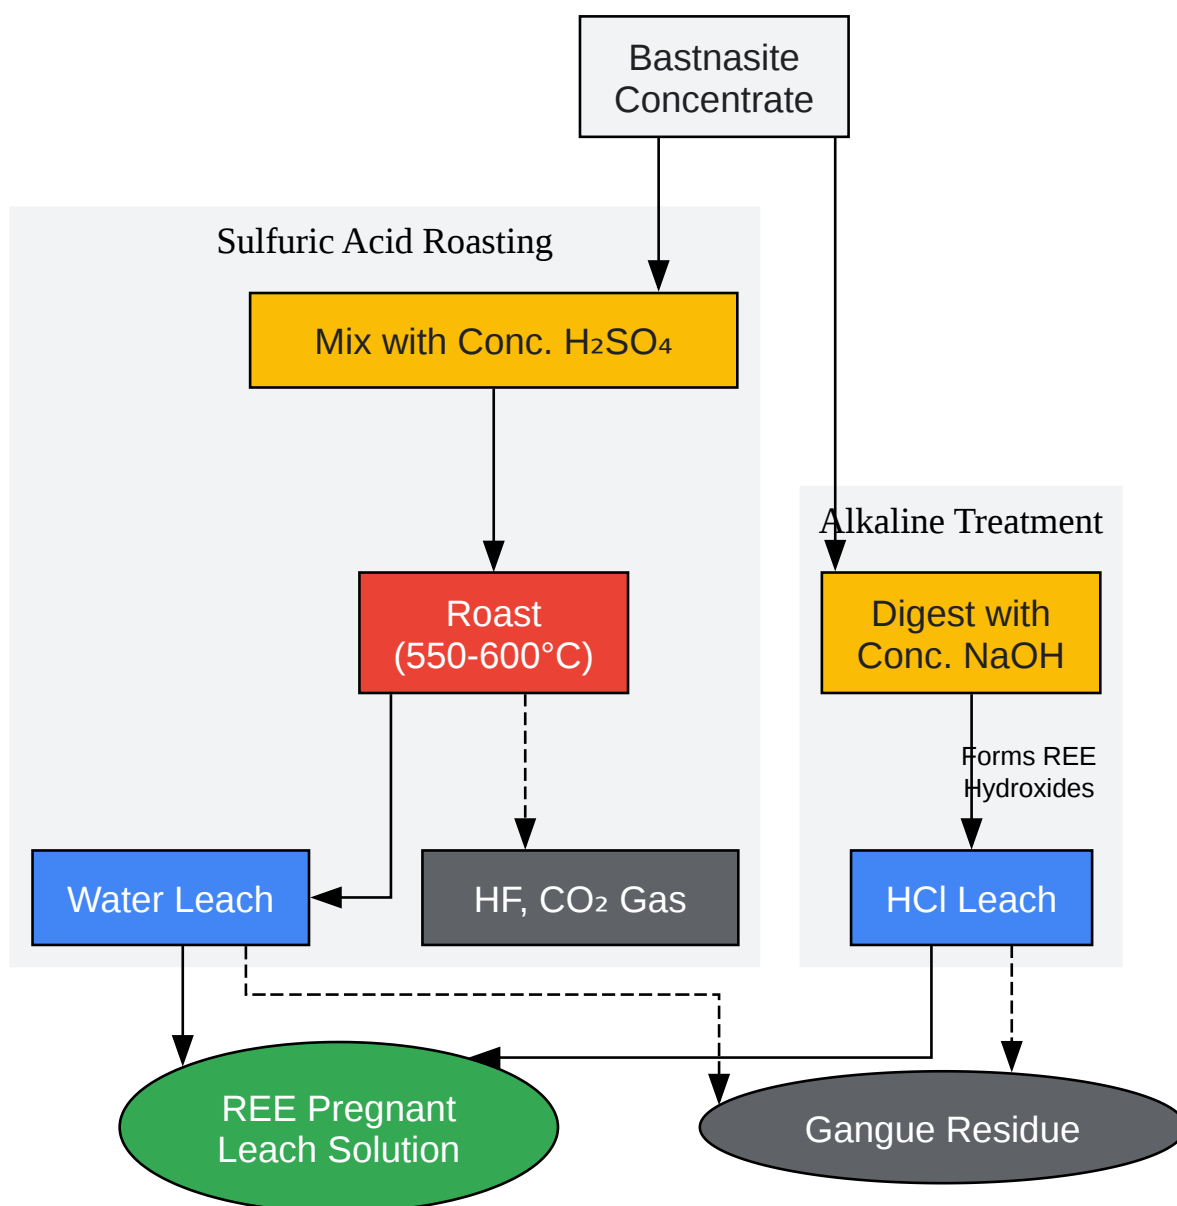 Bastnasite
Concentrate
Sulfuric Acid Roasting
Mix with Conc. H₂SO₄
Alkaline Treatment
Roast
(550-600°C)
Digest with
Conc. NaOH
Forms REE
Hydroxides
Water Leach
HF, CO₂ Gas
HCl Leach
REE Pregnant
Leach Solution
Gangue Residue